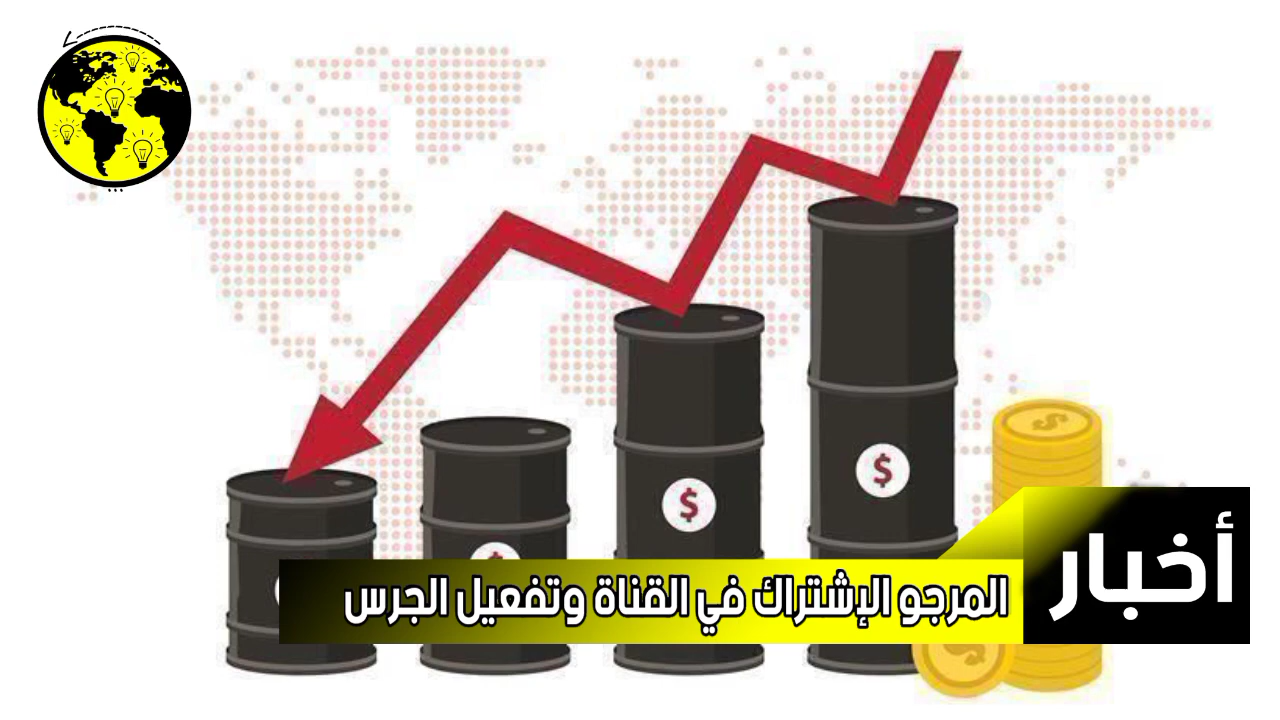 $
$
أخبار
المرجو الإشتراك في القناة وتفعيل الجرس